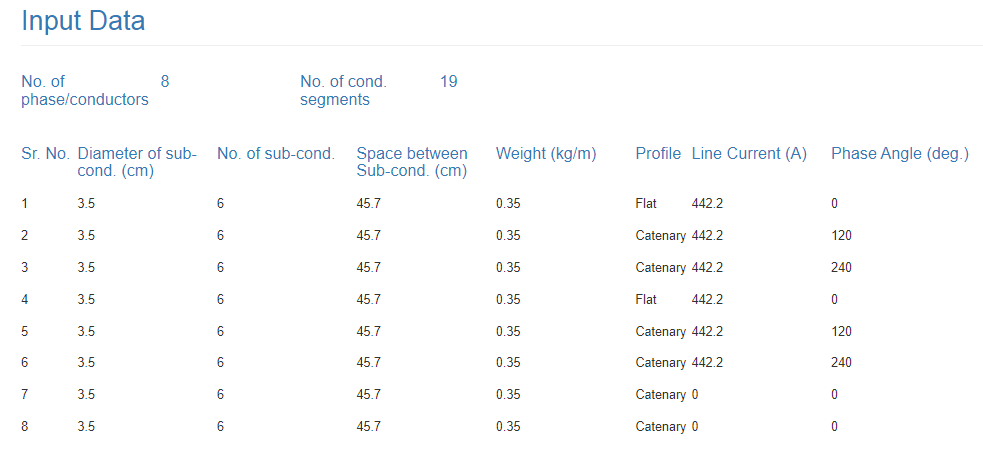 Input Data
No. of phase/conductors 8 No. of cond. segments 19
Sr. No. Diameter of sub-cond. (cm) No. of sub-cond. Space between Sub-cond. (cm) Weight (kg/m) Profile Line Current (A) Phase Angle (deg.)
1 3.5 6 45.7 0.35 Flat 442.2 0
2 3.5 6 45.7 0.35 Catenary 442.2 120
3 3.5 6 45.7 0.35 Catenary 442.2 240
4 3.5 6 45.7 0.35 Flat 442.2 0
5 3.5 6 45.7 0.35 Catenary 442.2 120
6 3.5 6 45.7 0.35 Catenary 442.2 240
7 3.5 6 45.7 0.35 Catenary 0 0
8 3.5 6 45.7 0.35 Catenary 0 0